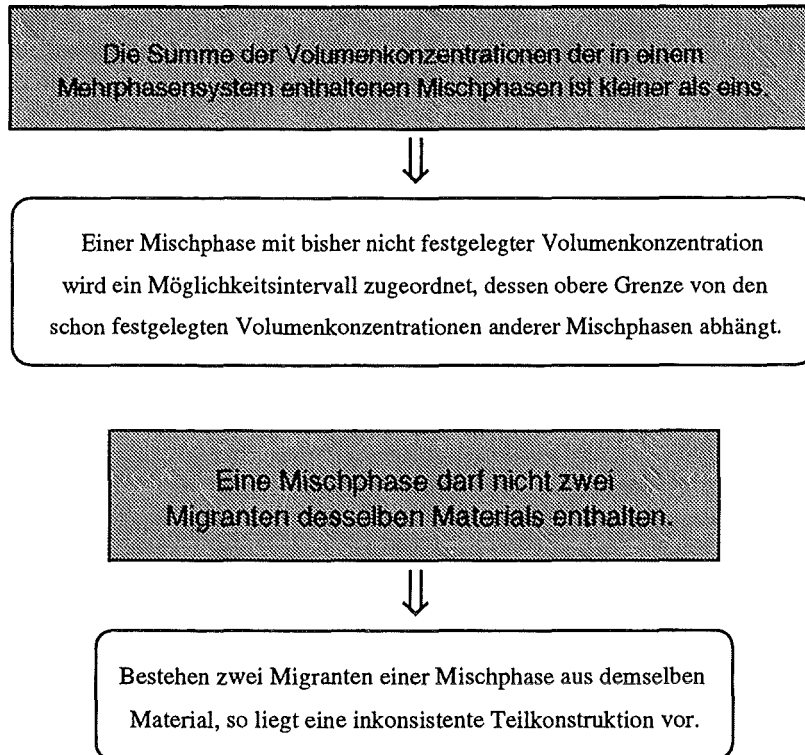 Die Summe der Volumenkonzentrationen der in einem
Mehrphasensystem enthaltenen Mischphasen ist kleiner als eins.
⇓
Einer Mischphase mit bisher nicht festgelegter Volumenkonzentration
wird ein Möglichkeitsintervall zugeordnet, dessen obere Grenze von den
schon festgelegten Volumenkonzentrationen anderer Mischphasen abhängt.
Eine Mischphase darf nicht zwei
Migranten desselben Materials enthalten.
⇓
Bestehen zwei Migranten einer Mischphase aus demselben
Material, so liegt eine inkonsistente Teilkonstruktion vor.